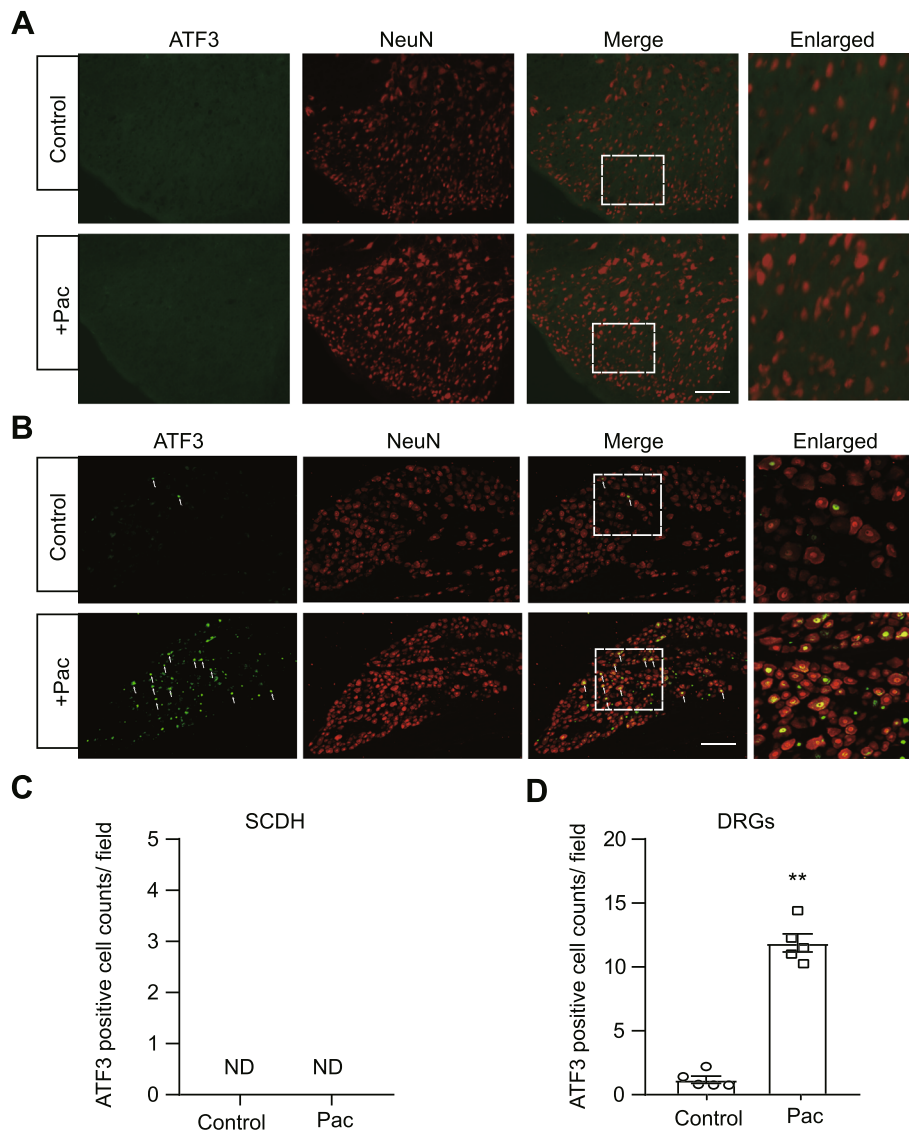 A
ATF3 NeuN Merge Enlarged
Control
+Pac
B
ATF3 NeuN Merge Enlarged
Control
+Pac
C
SCDH
ATF3 positive cell counts/ field
5
4
3
2
1
0
ND ND
Control Pac
D
DRGs
ATF3 positive cell counts/ field
20
15
10
5
0
**
Control Pac